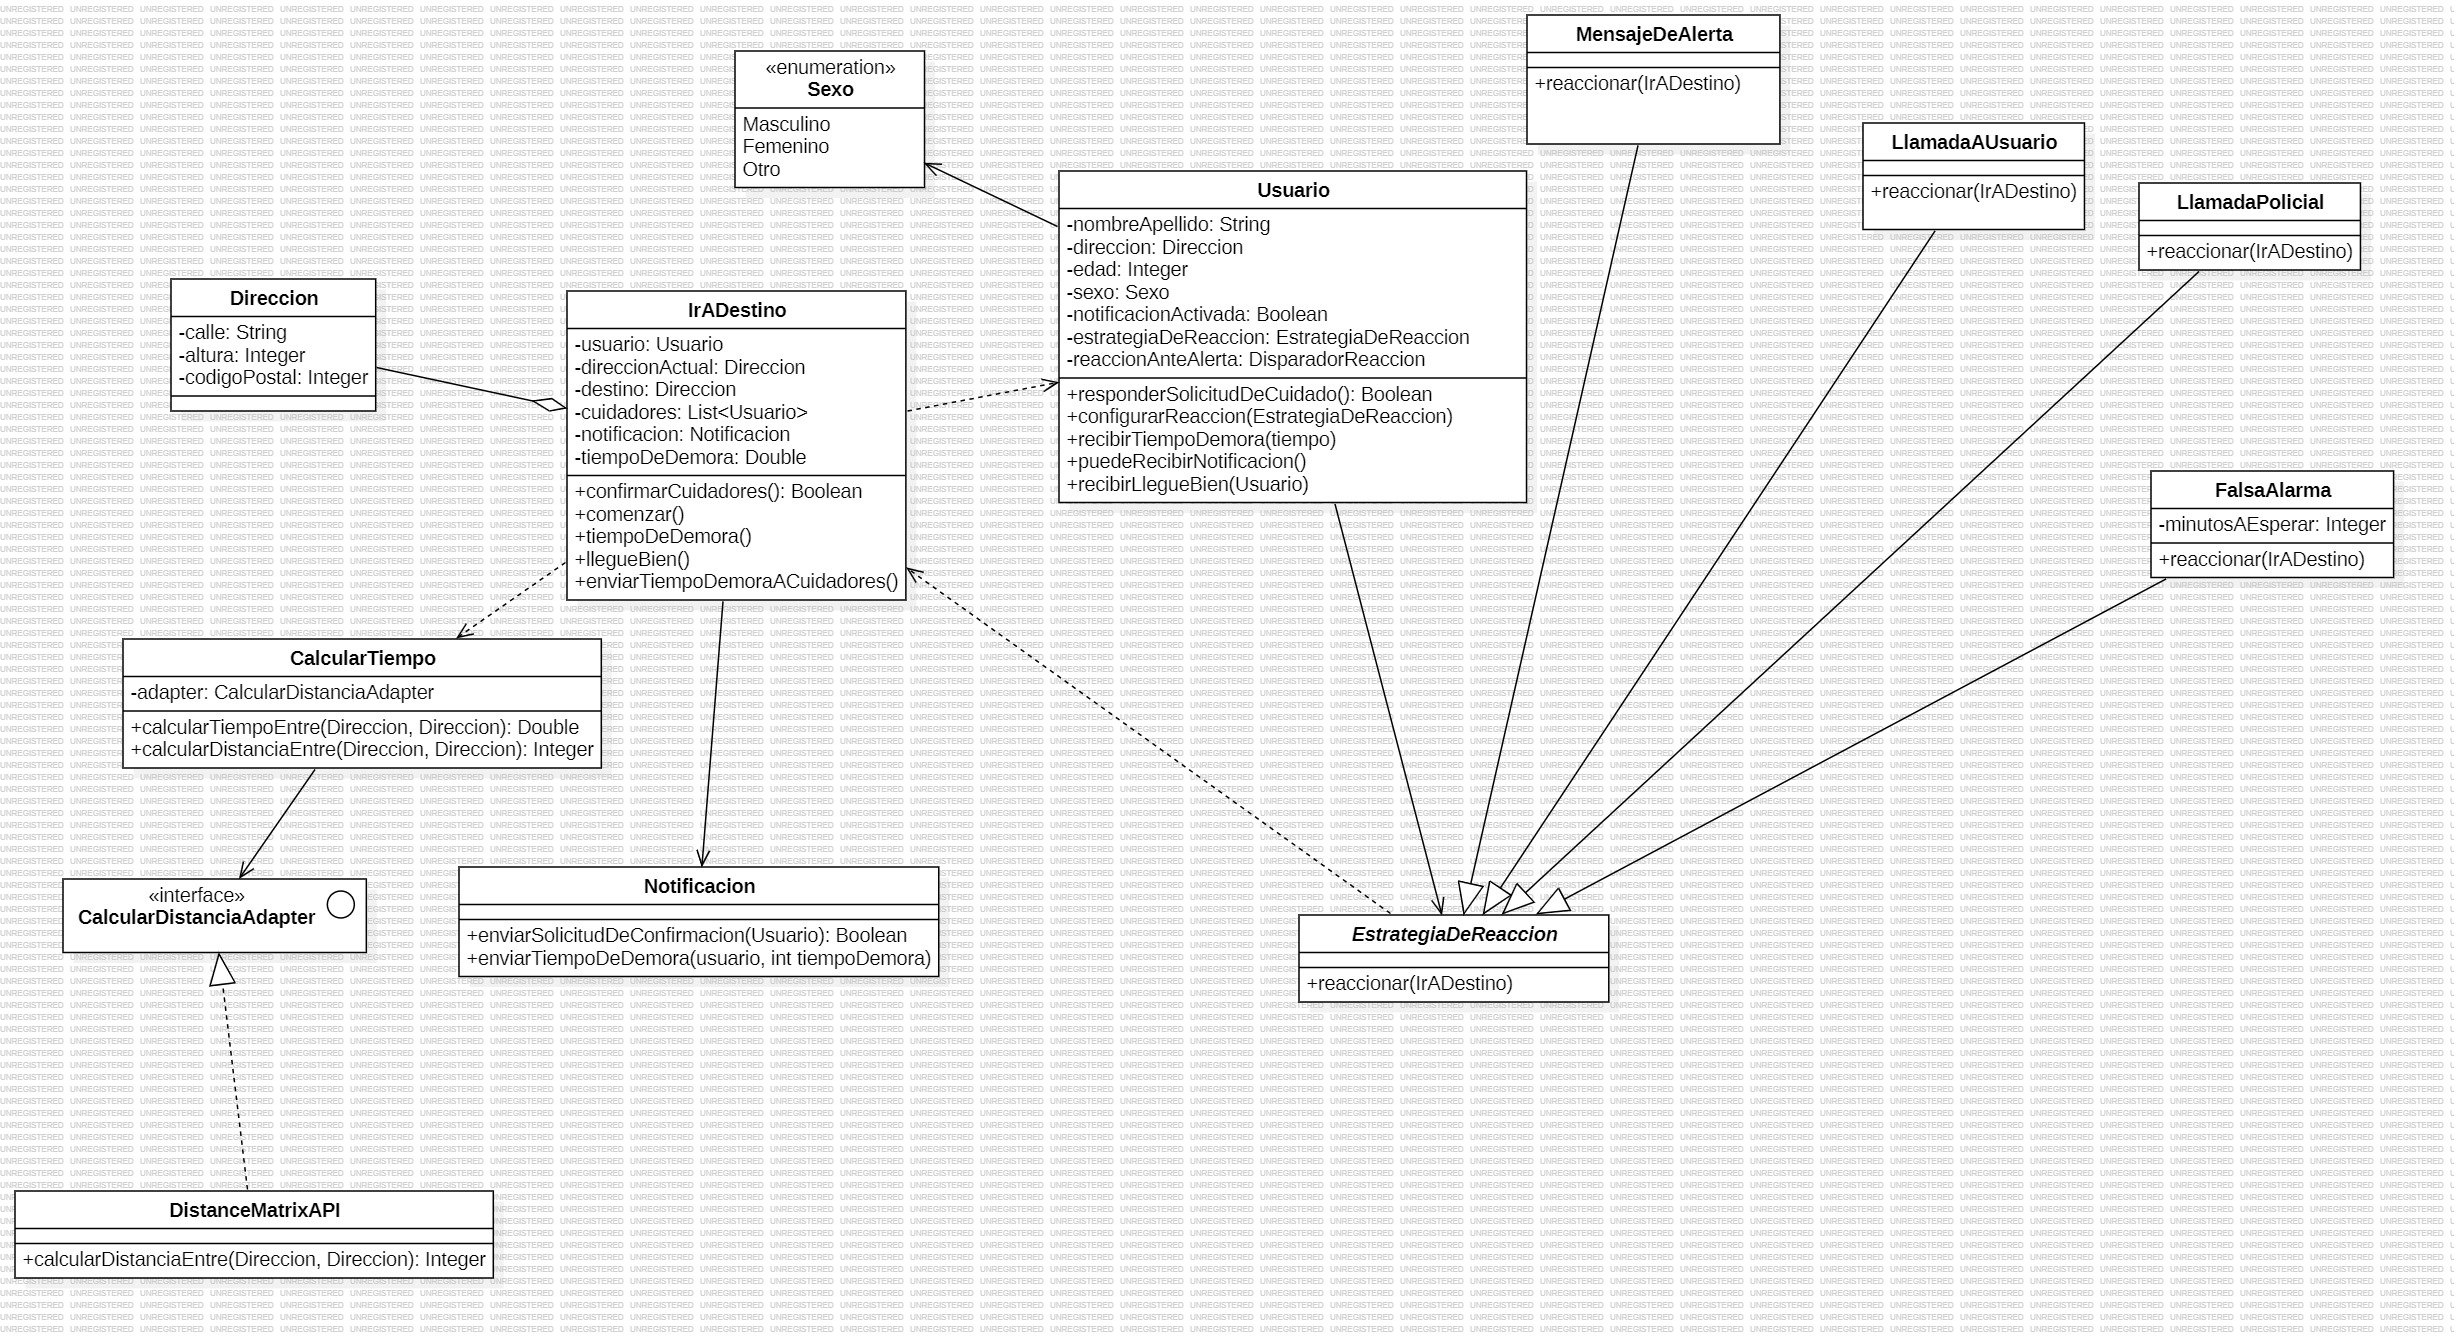 MensajeDeAlerta
+reaccionar(IrADestino)
«enumeration»
Sexo
Masculino
Femenino
Otro
LlamadaAUsuario
+reaccionar(IrADestino)
Usuario
-nombreApellido: String
-direccion: Direccion
-edad: Integer
-sexo: Sexo
-notificacionActivada: Boolean
-estrategiaDeReaccion: EstrategiaDeReaccion
-reaccionAnteAlerta: DisparadorReaccion
+responderSolicitudDeCuidado(): Boolean
+configurarReaccion(EstrategiaDeReaccion)
+recibirTiempoDemora(tiempo)
+puedeRecibirNotificacion()
+recibirLlegueBien(Usuario)
LlamadaPolicial
+reaccionar(IrADestino)
Direccion
-calle: String
-altura: Integer
-codigoPostal: Integer
IrADestino
-usuario: Usuario
-direccionActual: Direccion
-destino: Direccion
-cuidadores: List<Usuario>
-notificacion: Notificacion
-tiempoDeDemora: Double
+confirmarCuidadores(): Boolean
+comenzar()
+tiempoDeDemora()
+llegueBien()
+enviarTiempoDemoraACuidadores()
FalsaAlarma
-minutosAEsperar: Integer
+reaccionar(IrADestino)
CalcularTiempo
-adapter: CalcularDistanciaAdapter
+calcularTiempoEntre(Direccion, Direccion): Double
+calcularDistanciaEntre(Direccion, Direccion): Integer
«interface»
CalcularDistanciaAdapter
Notificacion
+enviarSolicitudDeConfirmacion(Usuario): Boolean
+enviarTiempoDeDemora(usuario, int tiempoDemora)
EstrategiaDeReaccion
+reaccionar(IrADestino)
DistanceMatrixAPI
+calcularDistanciaEntre(Direccion, Direccion): Integer
UNREGISTERED